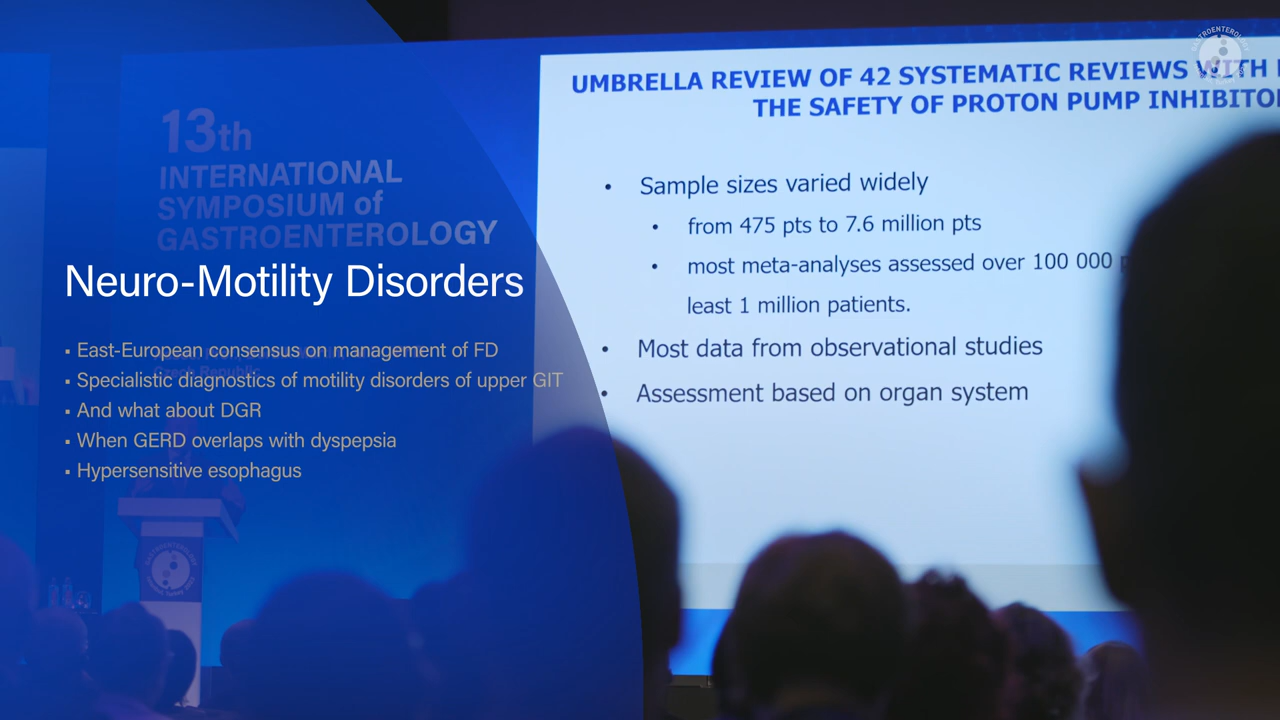 13th
INTERNATIONAL
SYMPOSIUM of
GASTROENTEROLOGY
Neuro-Motility Disorders
▪ East-European consensus on management of FD
▪ Specialistic diagnostics of motility disorders of upper GIT
▪ And what about DGR
▪ When GERD overlaps with dyspepsia
▪ Hypersensitive esophagus
Czech Republic
GASTROENTEROLOGY
UMBRELLA REVIEW OF 42 SYSTEMATIC REVIEWS WITH
THE SAFETY OF PROTON PUMP
• Sample sizes varied widely
• from 475 pts to 7.6 million pts
• most meta-analyses assessed over 100 000
least 1 million patients.
• Most data from observational studies
• Assessment based on organ system